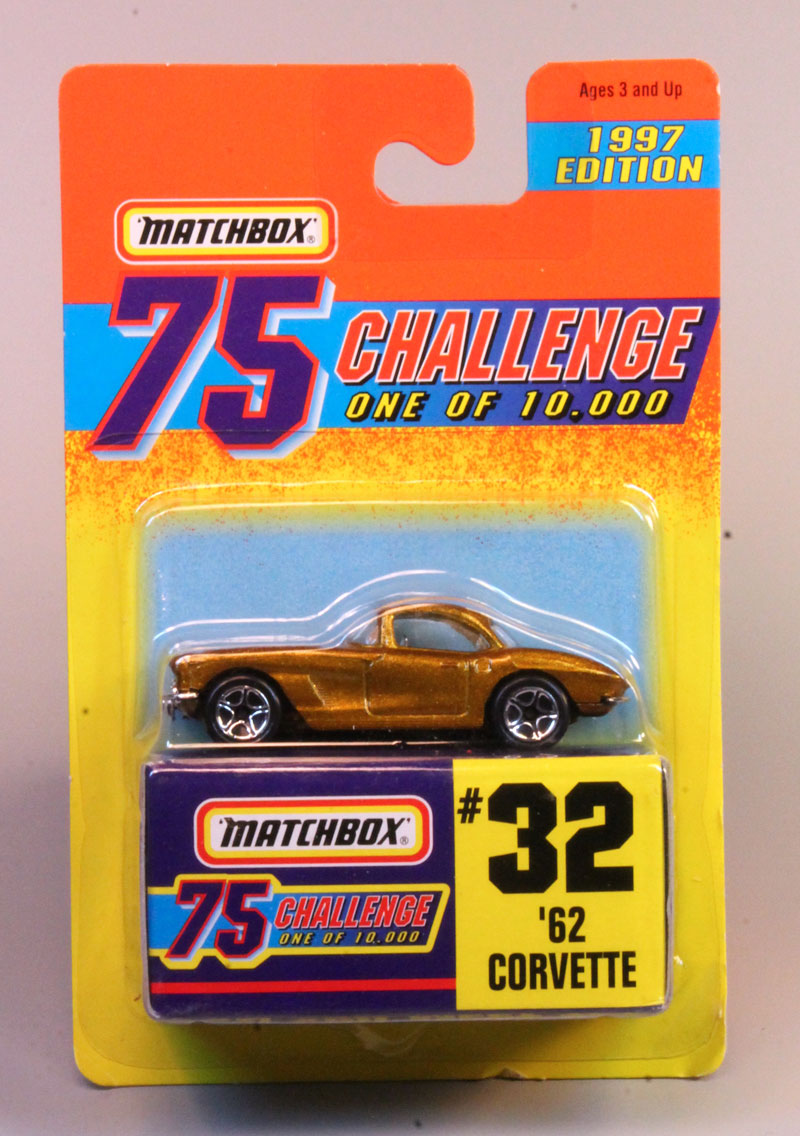 Ages 3 and Up
1997
EDITION
"MATCHBOX"®
75 CHALLENGE
ONE OF 10,000
"MATCHBOX"®
75 CHALLENGE
ONE OF 10,000
#32
'62
CORVETTE